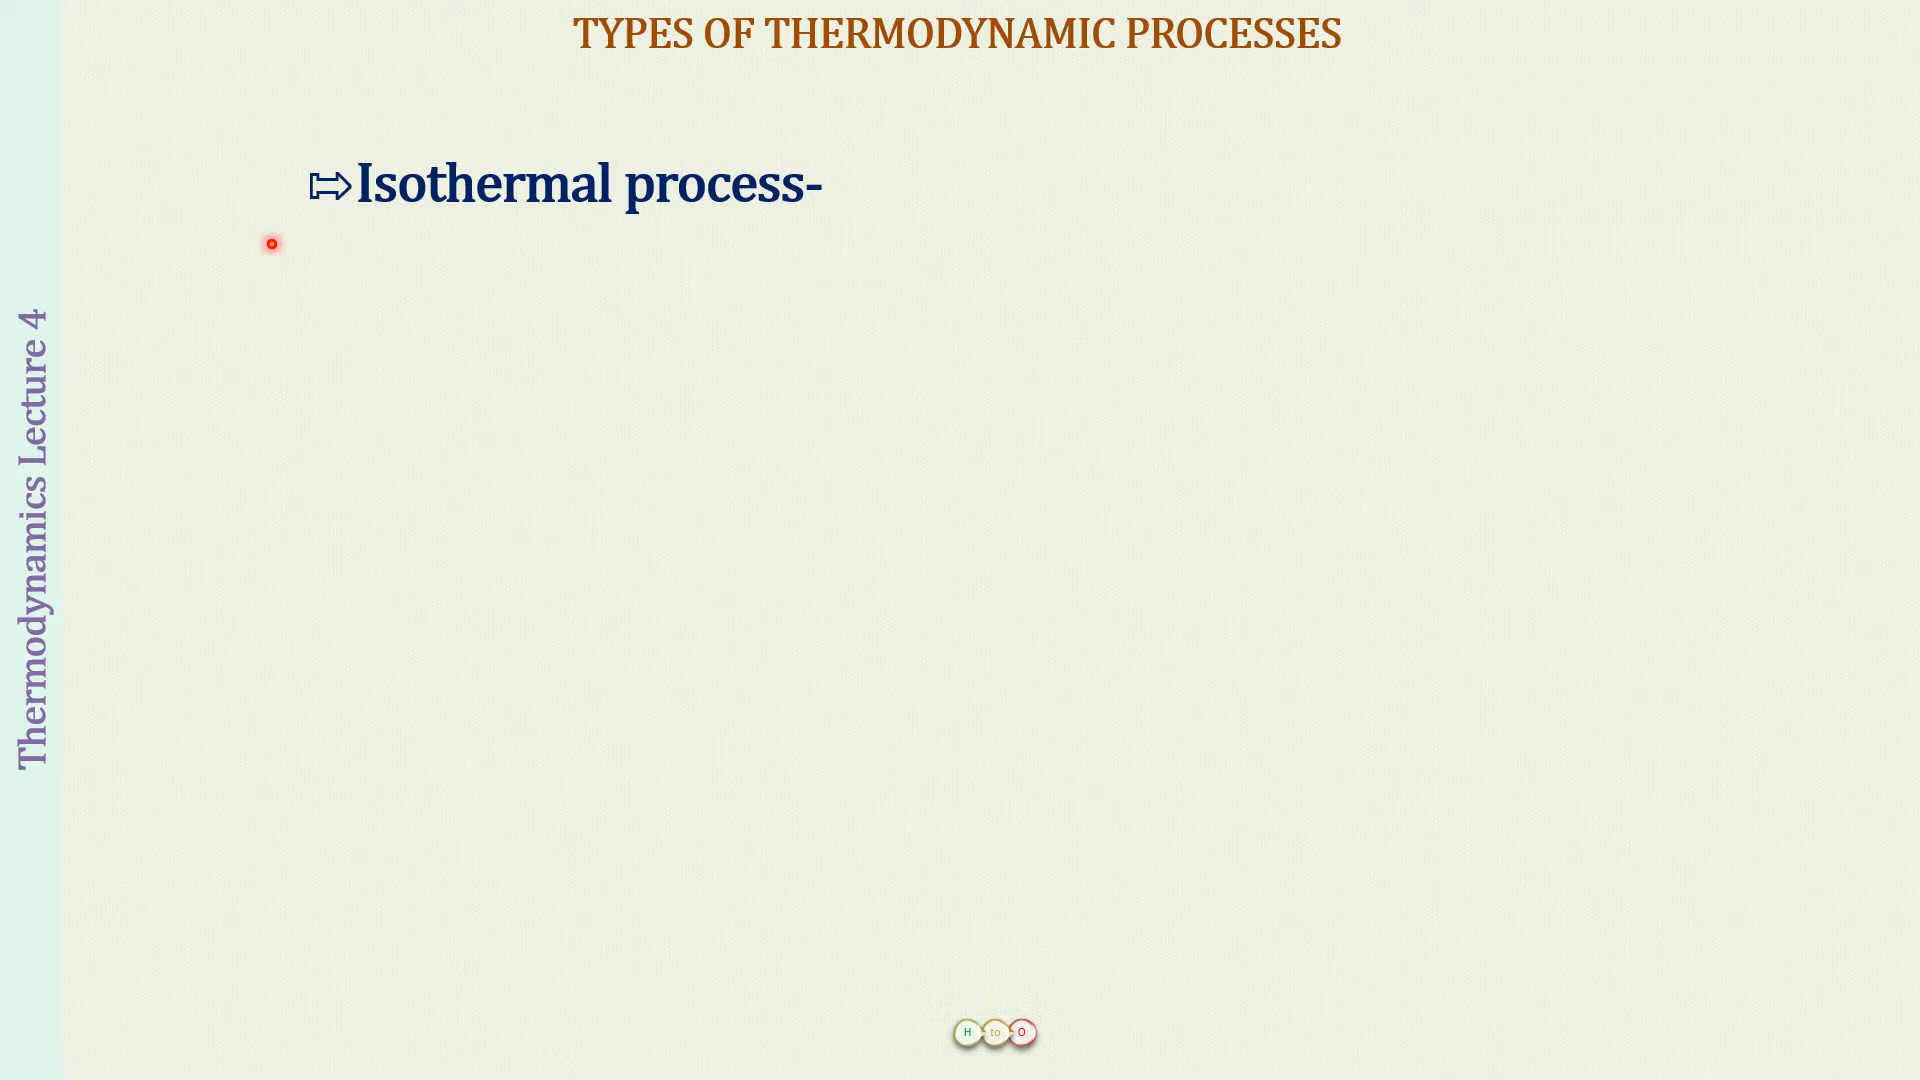 TYPES OF THERMODYNAMIC PROCESSES
⇰Isothermal process-
Thermodynamics Lecture 4
H to O